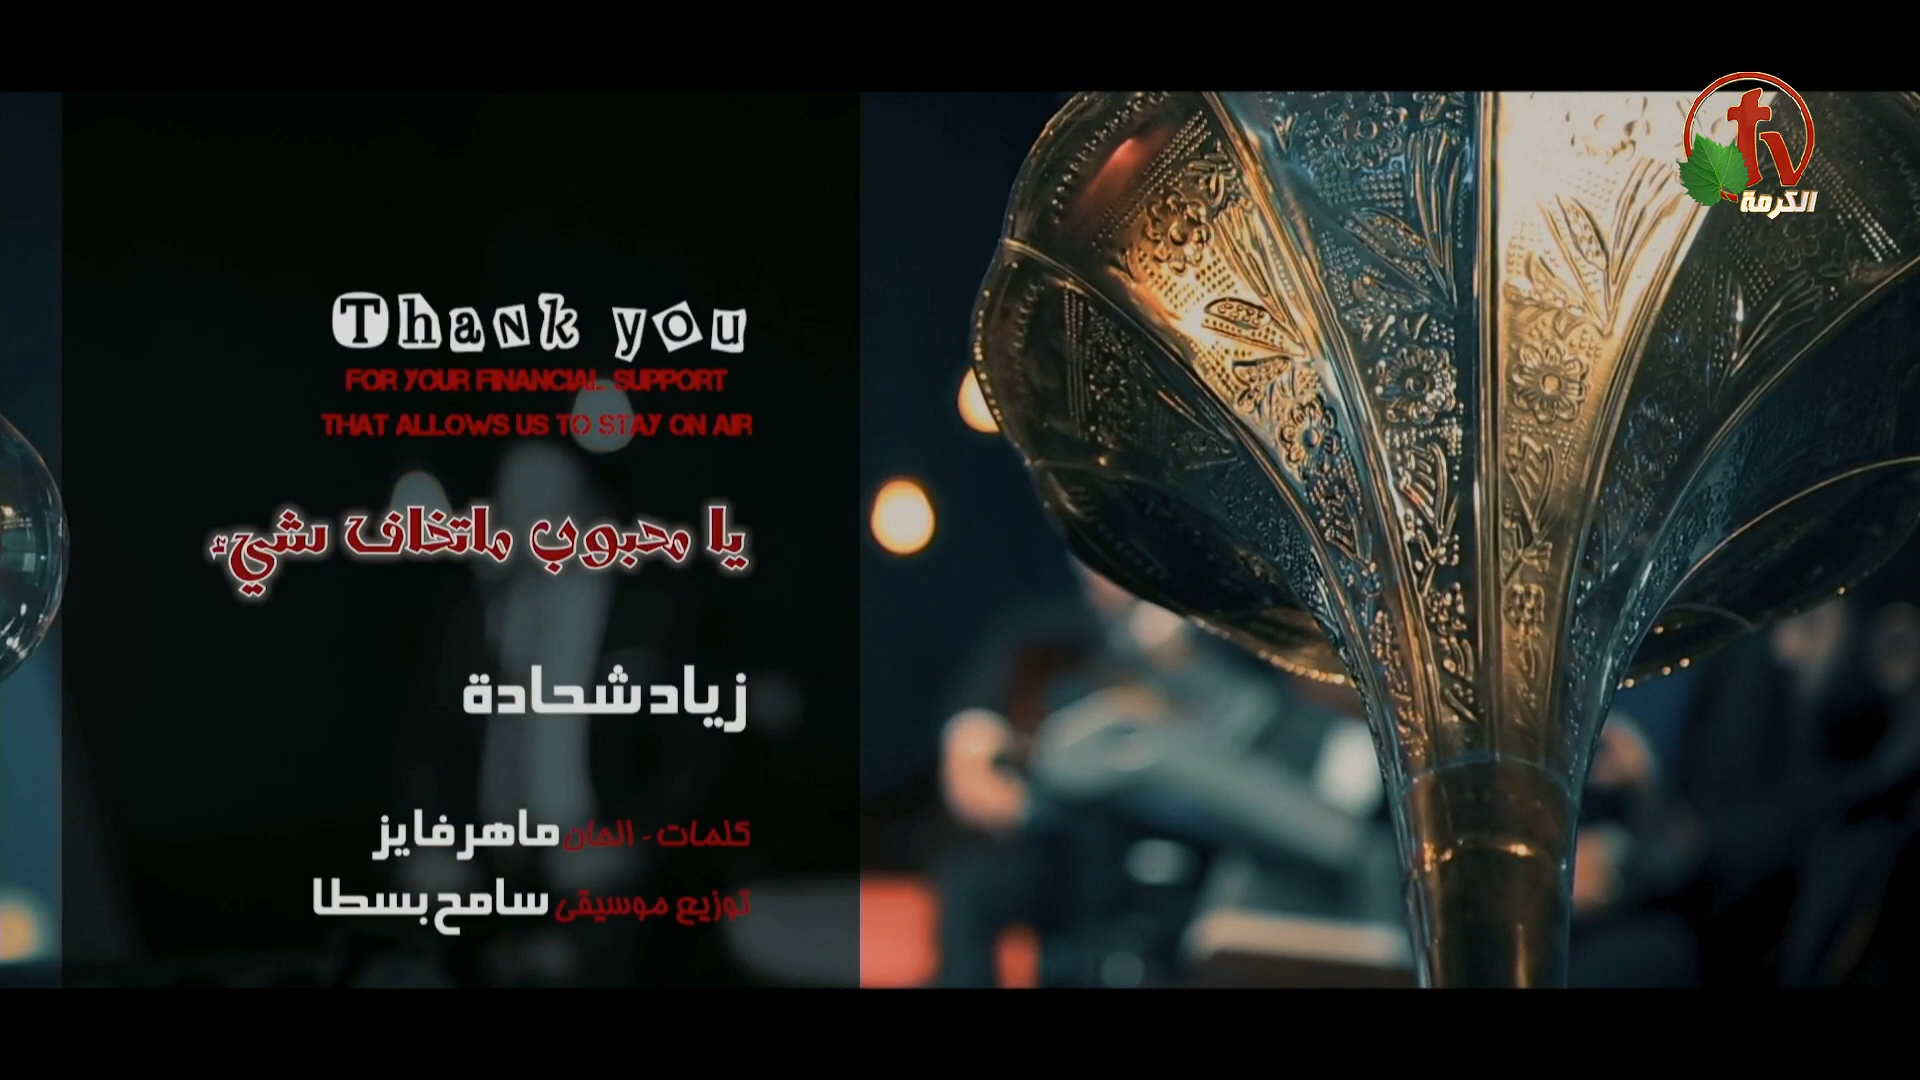 tv
الكرمة
Thank you
FOR YOUR FINANCIAL SUPPORT
THAT ALLOWS US TO STAY ON AIR
يا محبوب ماتخاف شيء
زياد شحادة
كلمات - الحان ماهر فايز
توزيع موسيقى سامح بسطا